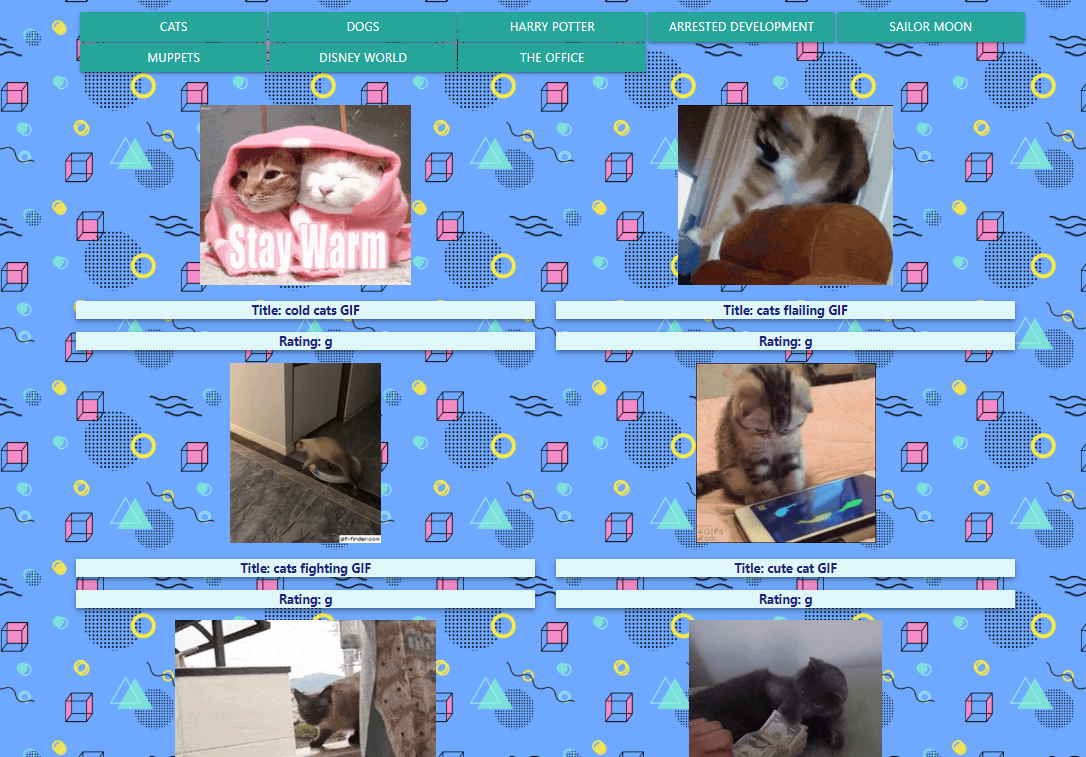 CATS DOGS HARRY POTTER ARRESTED DEVELOPMENT SAILOR MOON
MUPPETS DISNEY WORLD THE OFFICE
Stay Warm
Title: cold cats GIF Title: cats flailing GIF
Rating: g Rating: g
gif-finder.com
4GIFs
.com
Title: cats fighting GIF Title: cute cat GIF
Rating: g Rating: g